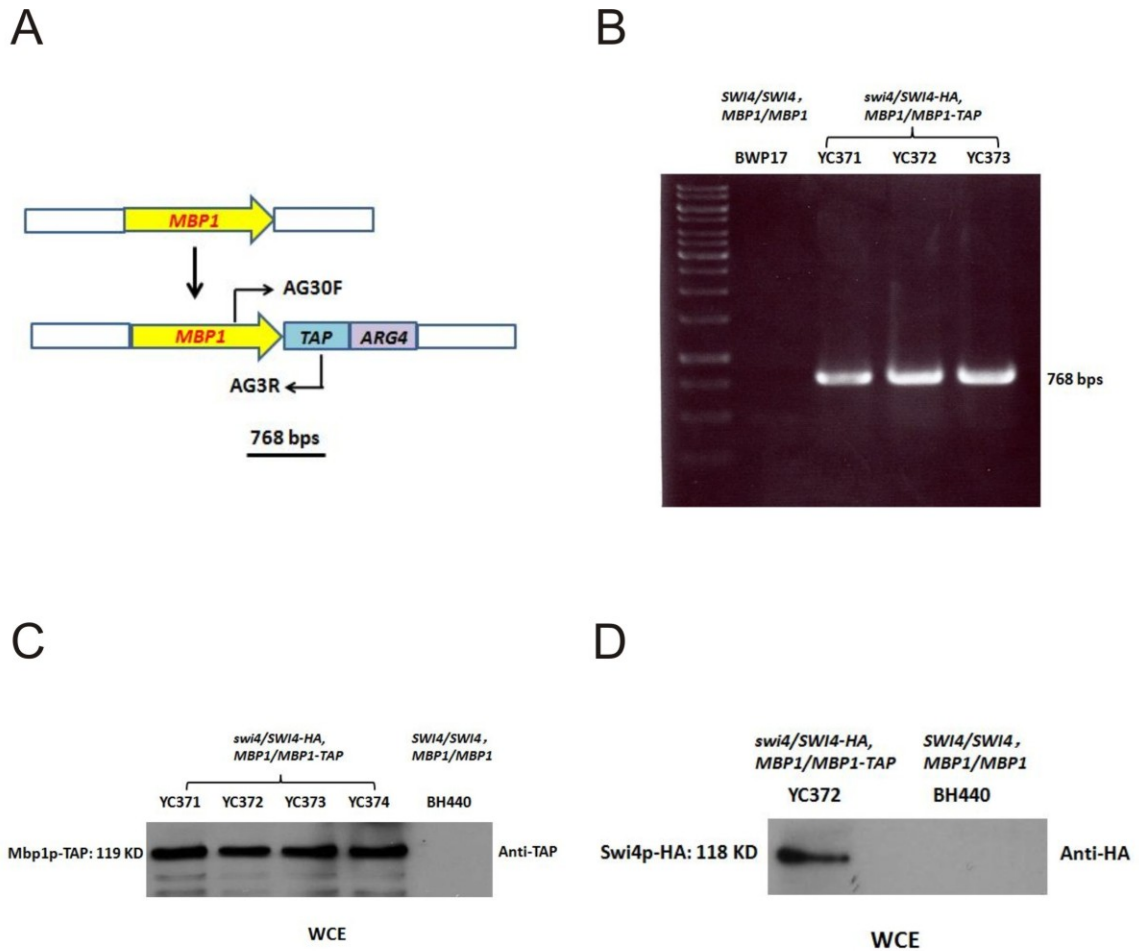 A
MBP1
AG30F
MBP1
TAP
ARG4
AG3R
768 bps
B
SWI4/SWI4,
MBP1/MBP1
swi4/SWI4-HA,
MBP1/MBP1-TAP
BWP17
YC371
YC372
YC373
768 bps
C
swi4/SWI4-HA,
MBP1/MBP1-TAP
SWI4/SWI4,
MBP1/MBP1
YC371
YC372
YC373
YC374
BH440
Mbp1p-TAP: 119 KD
Anti-TAP
WCE
D
swi4/SWI4-HA,
MBP1/MBP1-TAP
SWI4/SWI4,
MBP1/MBP1
YC372
BH440
Swi4p-HA: 118 KD
Anti-HA
WCE